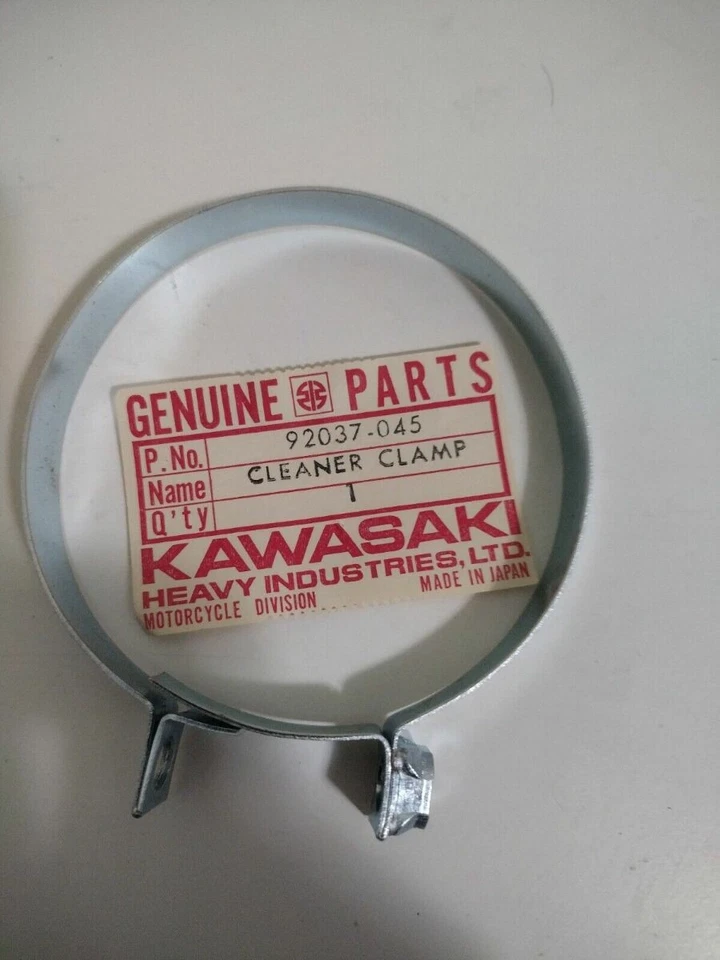 GENUINE PARTS
P.No. 92037-045
Name CLEANER CLAMP
Q'ty 1
KAWASAKI
HEAVY INDUSTRIES, LTD.
MOTORCYCLE DIVISION MADE IN JAPAN